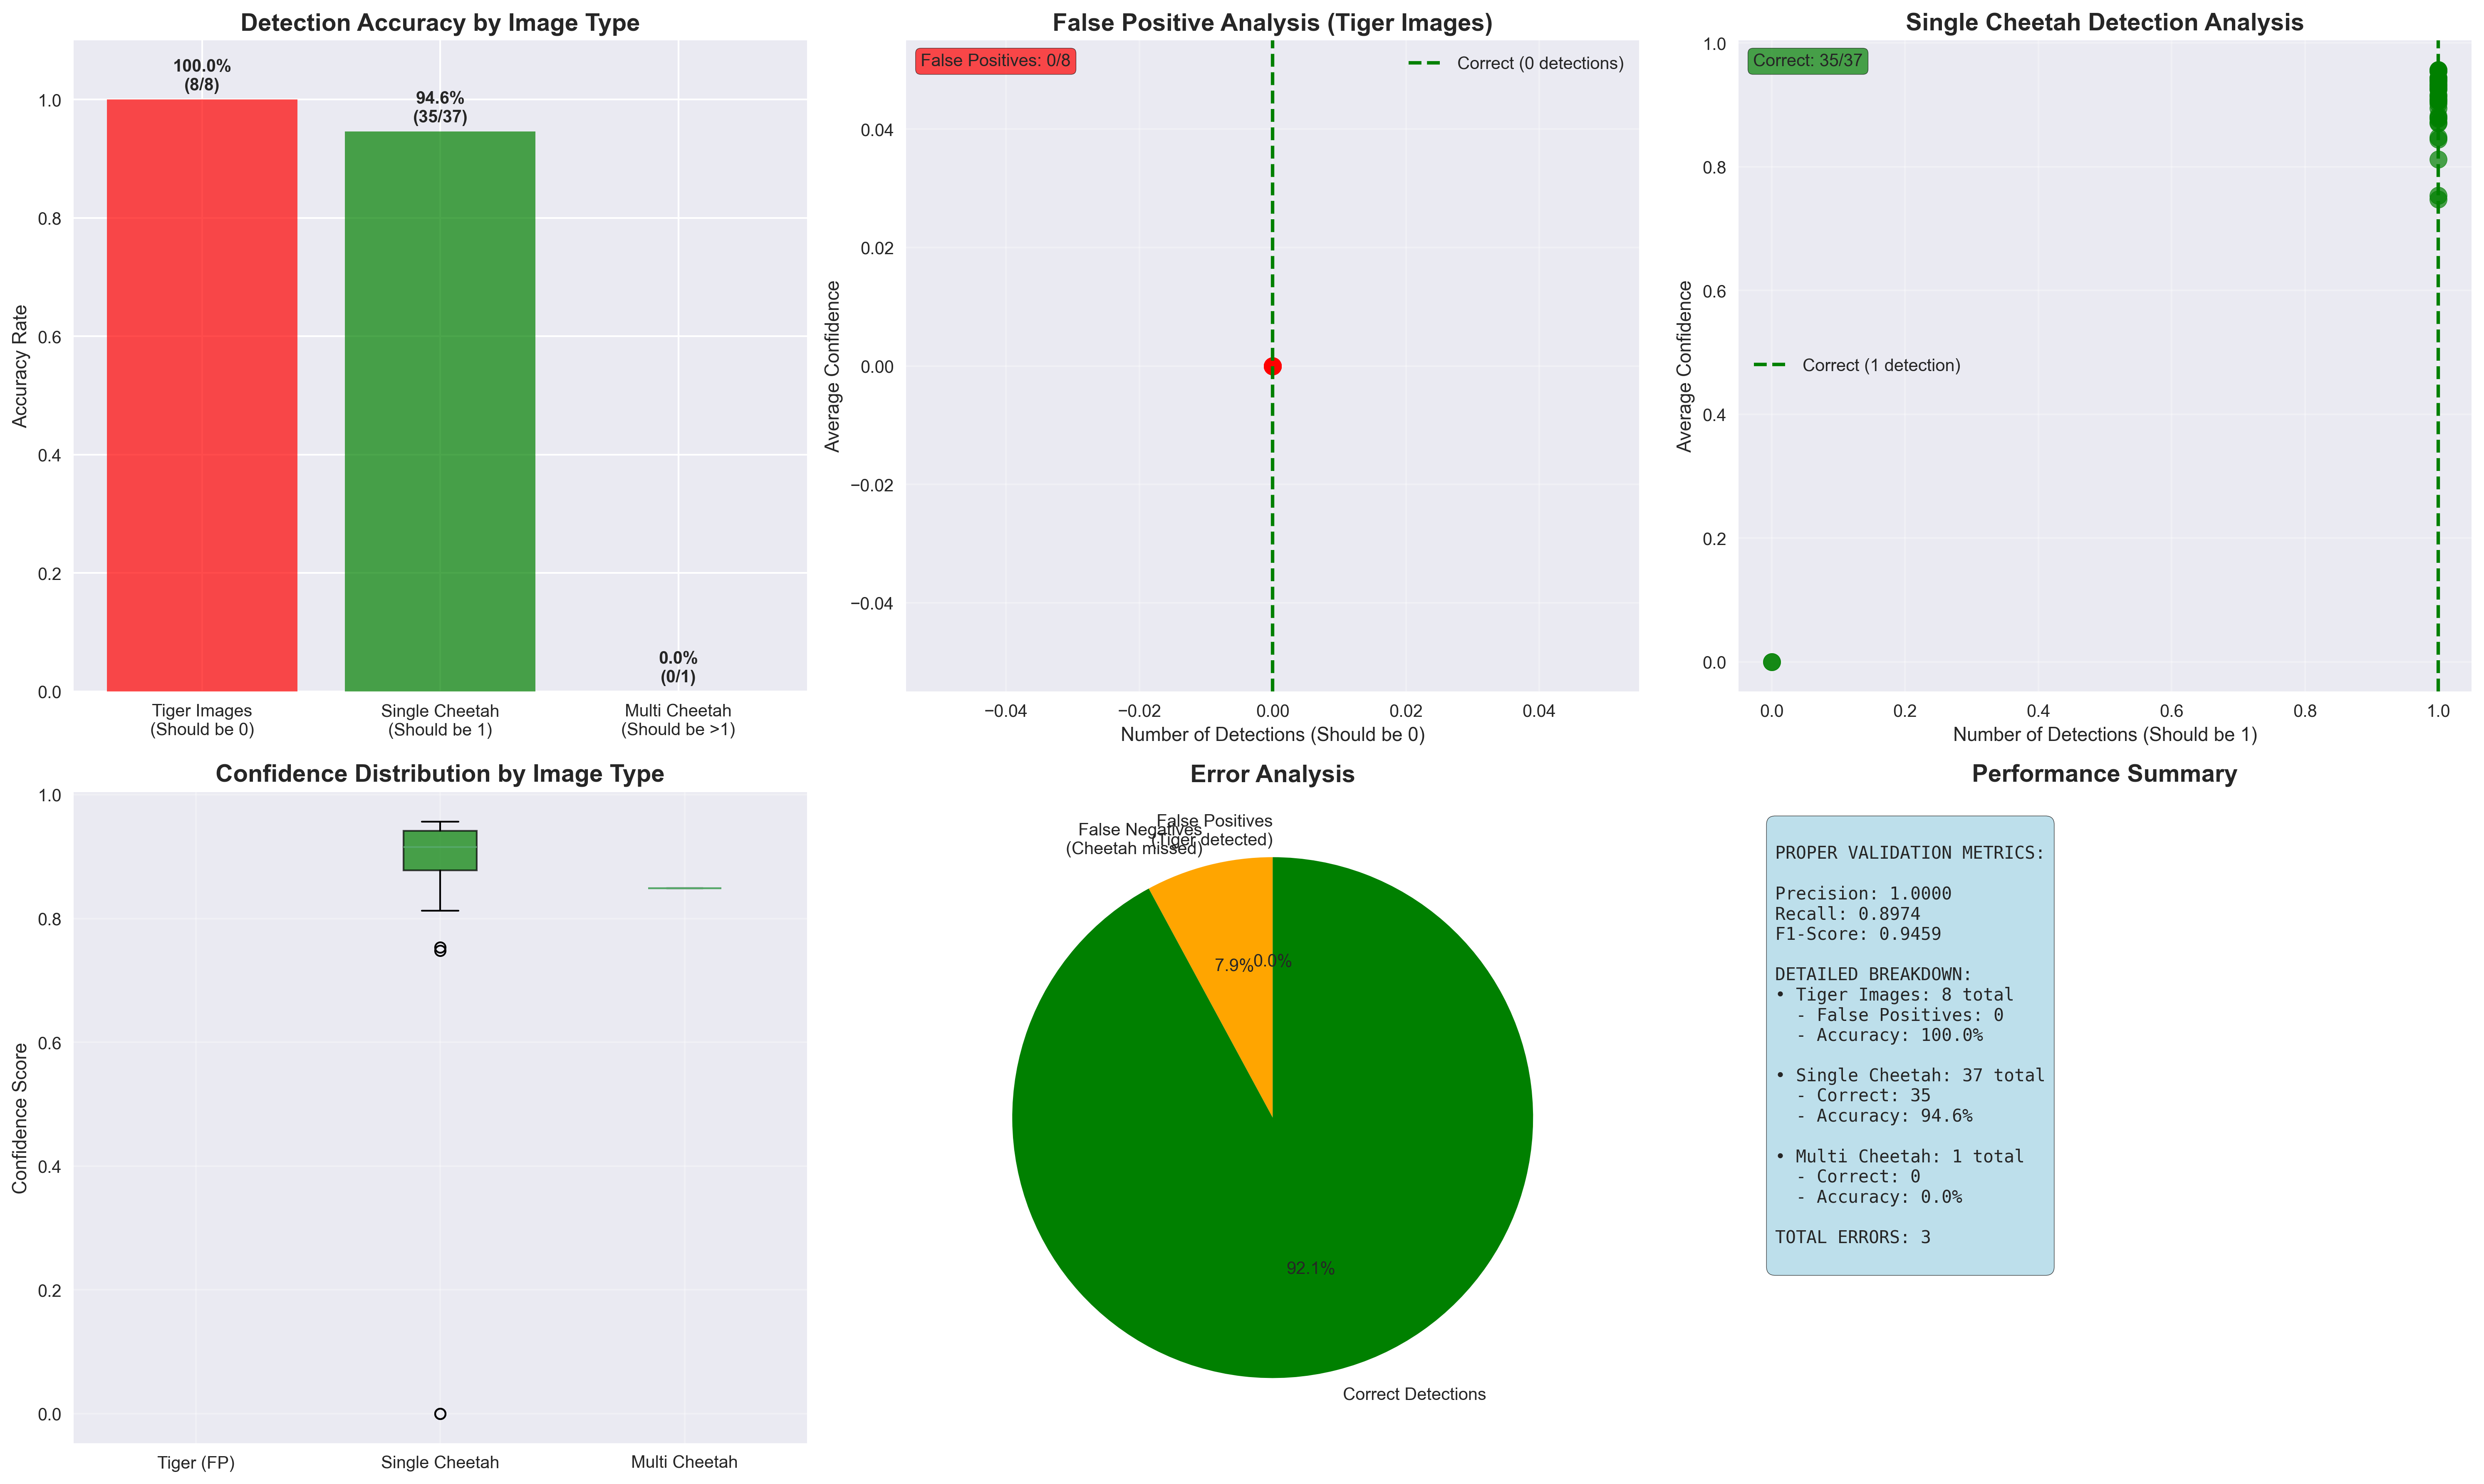 Detection Accuracy by Image Type
Accuracy Rate
1.0
0.8
0.6
0.4
0.2
0.0
100.0%
(8/8)
94.6%
(35/37)
0.0%
(0/1)
Tiger Images
(Should be 0)
Single Cheetah
(Should be 1)
Multi Cheetah
(Should be >1)
False Positive Analysis (Tiger Images)
False Positives: 0/8
Correct (0 detections)
Average Confidence
0.04
0.02
0.00
−0.02
−0.04
−0.04
−0.02
0.00
0.02
0.04
Number of Detections (Should be 0)
Single Cheetah Detection Analysis
Correct: 35/37
Correct (1 detection)
Average Confidence
1.0
0.8
0.6
0.4
0.2
0.0
0.0
0.2
0.4
0.6
0.8
1.0
Number of Detections (Should be 1)
Confidence Distribution by Image Type
Confidence Score
1.0
0.8
0.6
0.4
0.2
0.0
Tiger (FP)
Single Cheetah
Multi Cheetah
Error Analysis
False Positives
(Tiger detected)
False Negatives
(Cheetah missed)
7.9%
0.0%
92.1%
Correct Detections
Performance Summary
PROPER VALIDATION METRICS:
Precision: 1.0000
Recall: 0.8974
F1-Score: 0.9459
DETAILED BREAKDOWN:
• Tiger Images: 8 total
- False Positives: 0
- Accuracy: 100.0%
• Single Cheetah: 37 total
- Correct: 35
- Accuracy: 94.6%
• Multi Cheetah: 1 total
- Correct: 0
- Accuracy: 0.0%
TOTAL ERRORS: 3